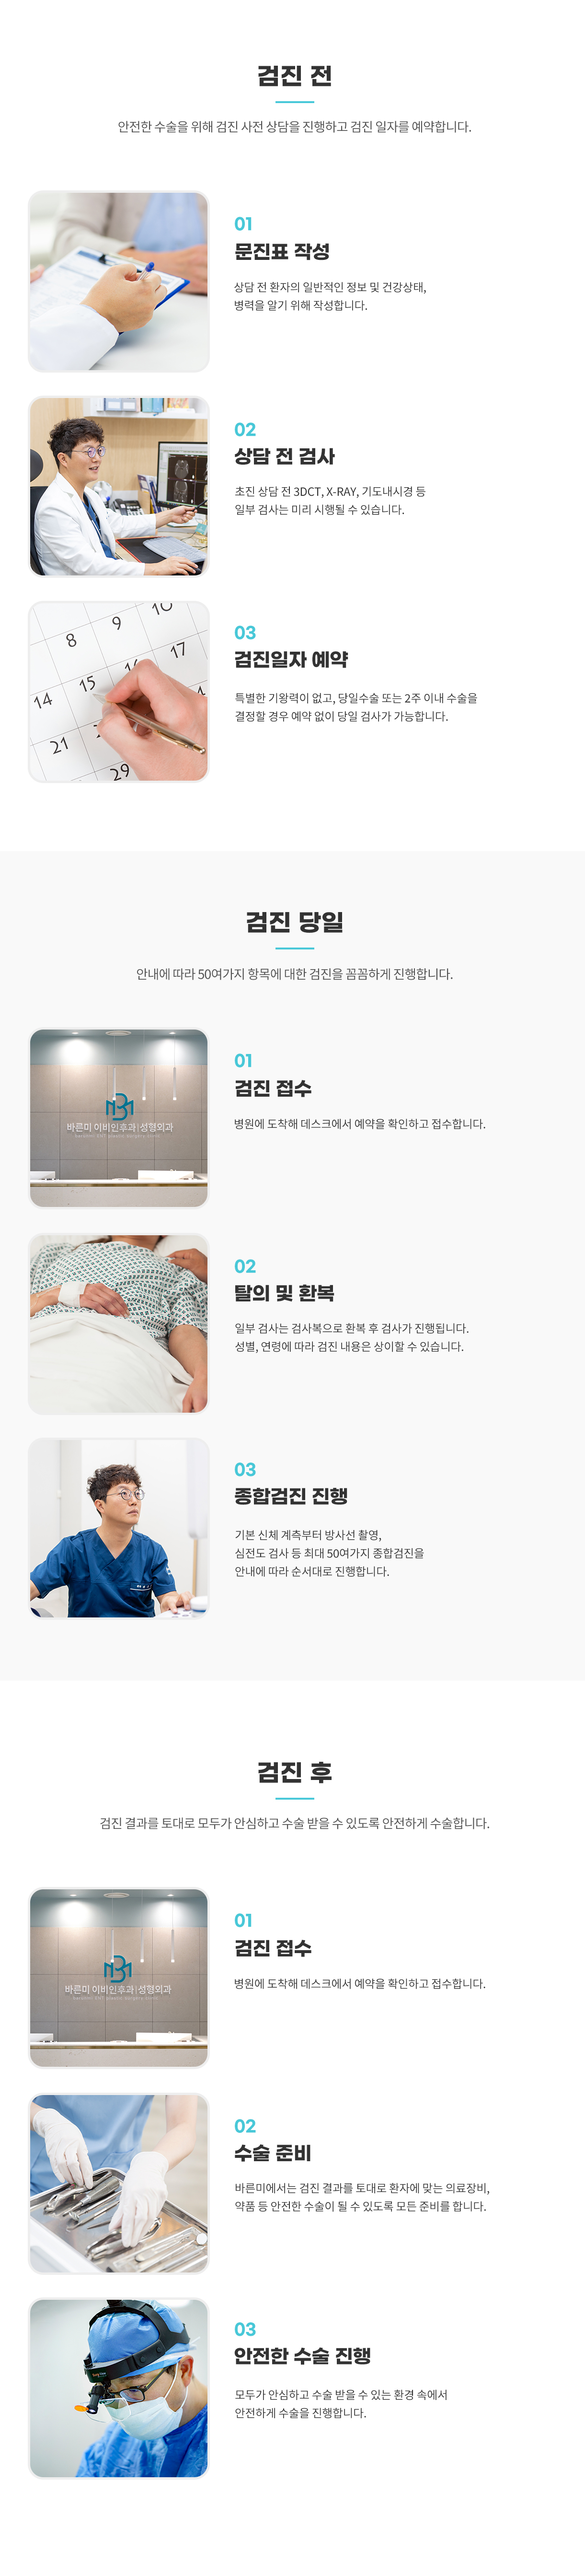 검진 전
안전한 수술을 위해 검진 사전 상담을 진행하고 검진 일자를 예약합니다.
01
문진표 작성
상담 전 환자의 일반적인 정보 및 건강상태,
병력을 알기 위해 작성합니다.
02
상담 전 검사
초진 상담 전 3DCT, X-RAY, 기도내시경 등
일부 검사는 미리 시행될 수 있습니다.
10
8 9
14 15 17
21
29
03
검진일자 예약
특별한 기왕력이 없고, 당일수술 또는 2주 이내 수술을
결정할 경우 예약 없이 당일 검사가 가능합니다.
검진 당일
안내에 따라 50여가지 항목에 대한 검진을 꼼꼼하게 진행합니다.
바른미 이비인후과|성형외과
01
검진 접수
병원에 도착해 데스크에서 예약을 확인하고 접수합니다.
02
탈의 및 환복
일부 검사는 검사복으로 환복 후 검사가 진행됩니다.
성별, 연령에 따라 검진 내용은 상이할 수 있습니다.
03
종합검진 진행
기본 신체 계측부터 방사선 촬영,
심전도 검사 등 최대 50여가지 종합검진을
안내에 따라 순서대로 진행합니다.
검진 후
검진 결과를 토대로 모두가 안심하고 수술 받을 수 있도록 안전하게 수술합니다.
바른미 이비인후과|성형외과
01
검진 접수
병원에 도착해 데스크에서 예약을 확인하고 접수합니다.
02
수술 준비
바른미에서는 검진 결과를 토대로 환자에 맞는 의료장비,
약품 등 안전한 수술이 될 수 있도록 모든 준비를 합니다.
03
안전한 수술 진행
모두가 안심하고 수술 받을 수 있는 환경 속에서
안전하게 수술을 진행합니다.